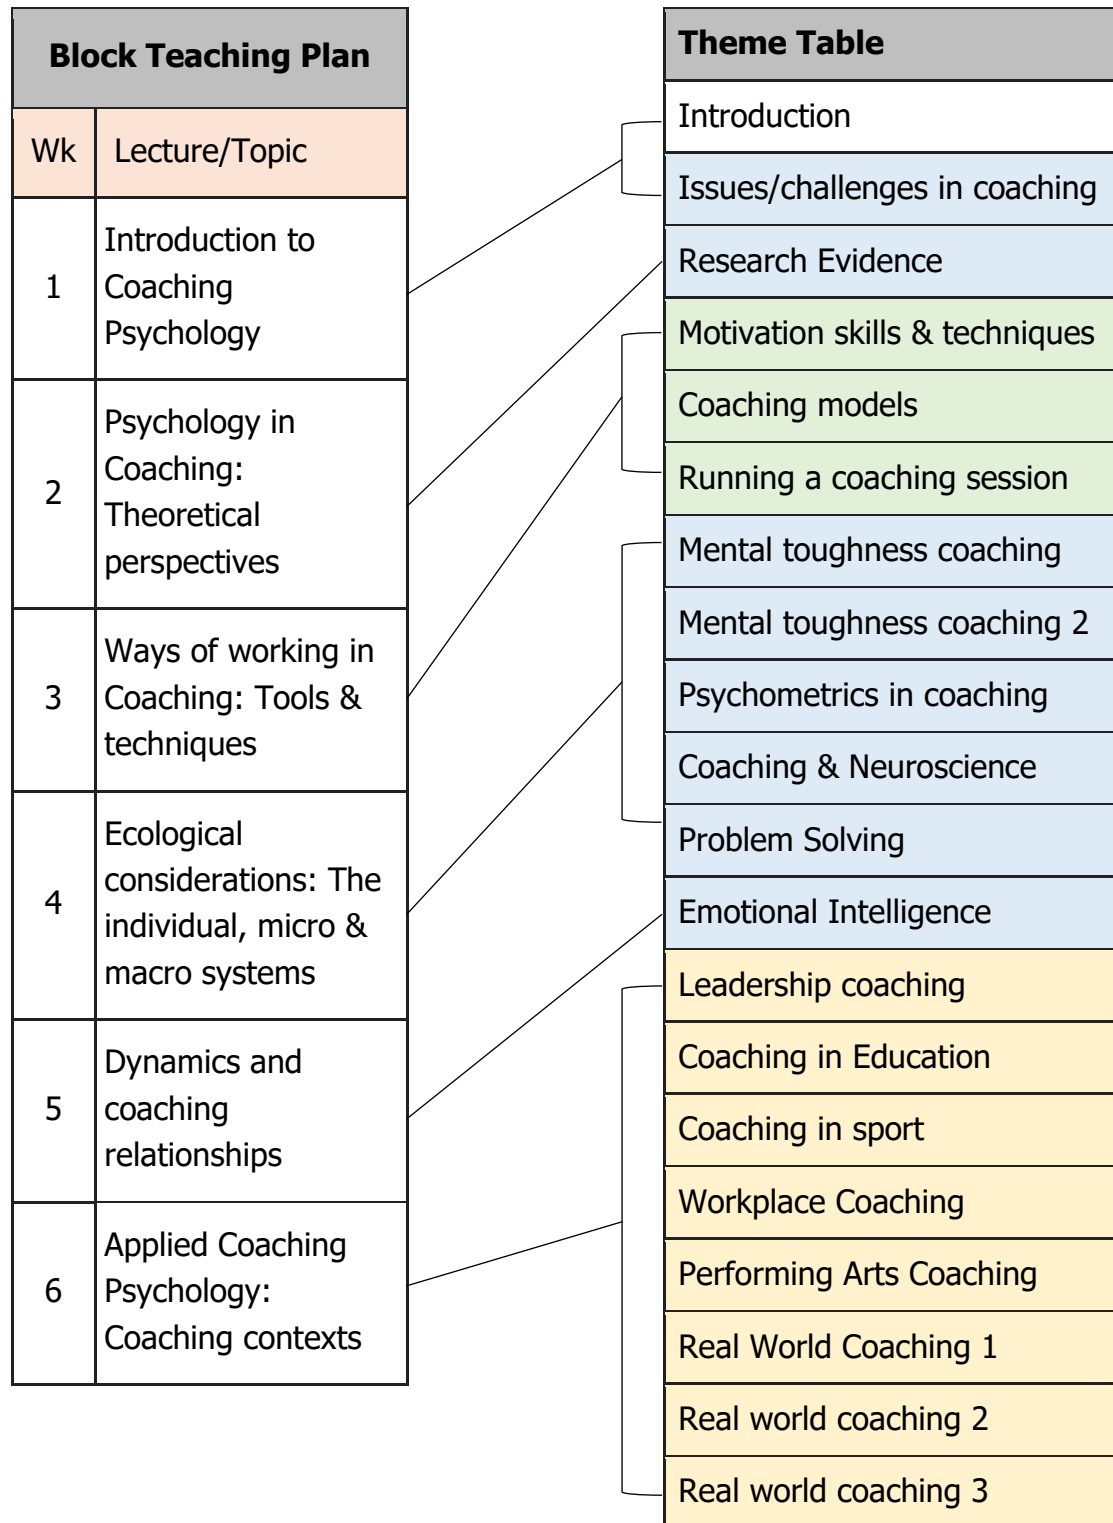 Block Teaching Plan
Wk Lecture/Topic
1
Introduction to
Coaching
Psychology
2
Psychology in
Coaching:
Theoretical
perspectives
3
Ways of working in
Coaching: Tools &
techniques
4
Ecological
considerations: The
individual, micro &
macro systems
5
Dynamics and
coaching
relationships
6
Applied Coaching
Psychology:
Coaching contexts
Theme Table
Introduction
Issues/challenges in coaching
Research Evidence
Motivation skills & techniques
Coaching models
Running a coaching session
Mental toughness coaching
Mental toughness coaching 2
Psychometrics in coaching
Coaching & Neuroscience
Problem Solving
Emotional Intelligence
Leadership coaching
Coaching in Education
Coaching in sport
Workplace Coaching
Performing Arts Coaching
Real World Coaching 1
Real world coaching 2
Real world coaching 3